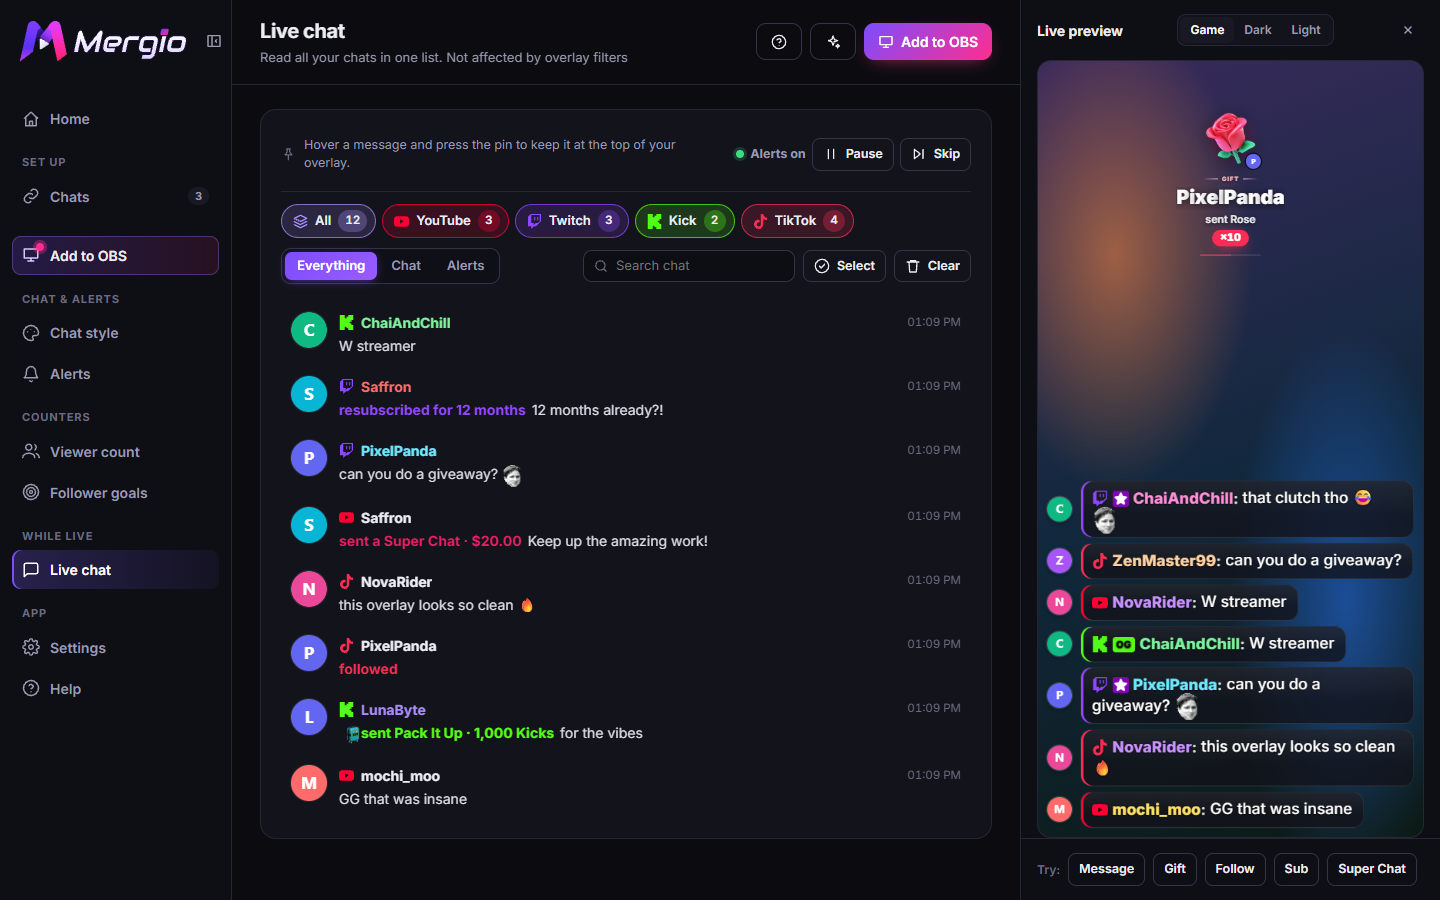 Mergio
Home
SET UP
Chats
3
Add to OBS
CHAT & ALERTS
Chat style
Alerts
COUNTERS
Viewer count
Follower goals
WHILE LIVE
Live chat
APP
Settings
Help
Live chat
Read all your chats in one list. Not affected by overlay filters
Add to OBS
Hover a message and press the pin to keep it at the top of your
overlay.
Alerts on
Pause
Skip
All 12
YouTube 3
Twitch 3
Kick 2
TikTok 4
Everything
Chat
Alerts
Search chat
Select
Clear
C
ChaiAndChill
01:09 PM
W streamer
S
Saffron
01:09 PM
resubscribed for 12 months 12 months already?!
P
PixelPanda
01:09 PM
can you do a giveaway?
S
Saffron
01:09 PM
sent a Super Chat · $20.00 Keep up the amazing work!
N
NovaRider
01:09 PM
this overlay looks so clean 🔥
P
PixelPanda
01:09 PM
followed
L
LunaByte
01:09 PM
sent Pack It Up · 1,000 Kicks for the vibes
M
mochi_moo
01:09 PM
GG that was insane
Live preview
Game
Dark
Light
P
GIFT
PixelPanda
sent Rose
×10
C
ChaiAndChill: that clutch tho 😂
Z
ZenMaster99: can you do a giveaway?
N
NovaRider: W streamer
C
OG ChaiAndChill: W streamer
P
PixelPanda: can you do a
giveaway?
N
NovaRider: this overlay looks so clean
🔥
M
mochi_moo: GG that was insane
Try:
Message
Gift
Follow
Sub
Super Chat